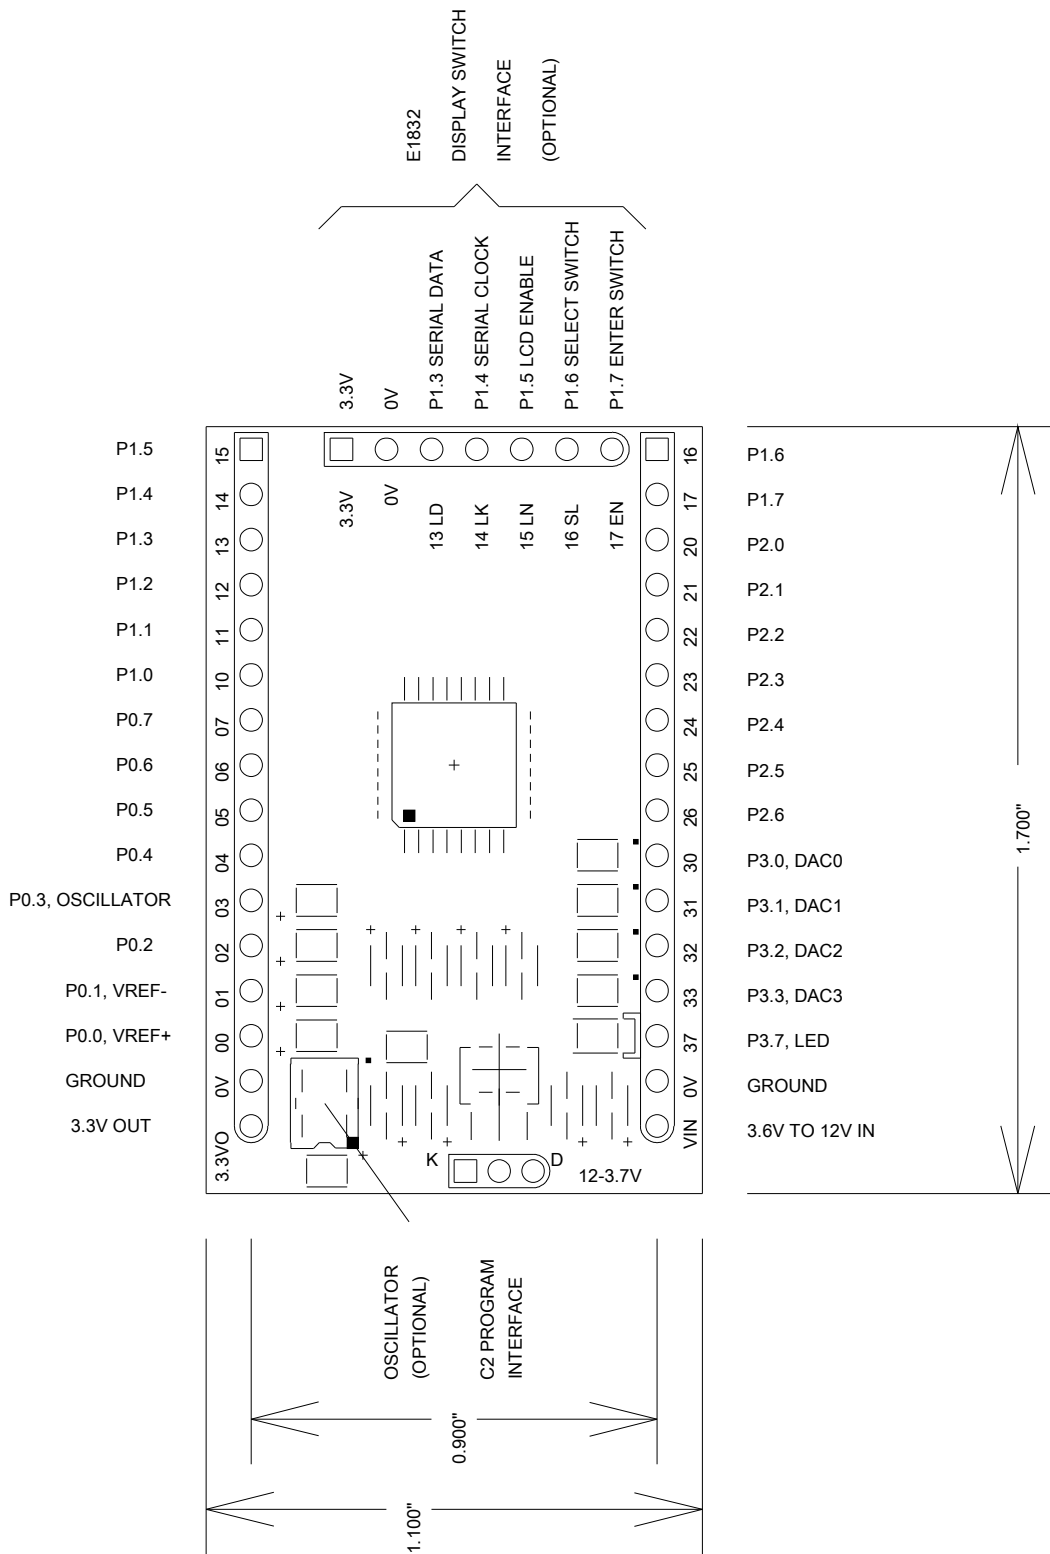 E1832
DISPLAY SWITCH
INTERFACE
(OPTIONAL)
3.3V
0V
P1.3 SERIAL DATA
P1.4 SERIAL CLOCK
P1.5 LCD ENABLE
P1.6 SELECT SWITCH
P1.7 ENTER SWITCH
P1.5
P1.4
P1.3
P1.2
P1.1
P1.0
P0.7
P0.6
P0.5
P0.4
P0.3, OSCILLATOR
P0.2
P0.1, VREF-
P0.0, VREF+
GROUND
3.3V OUT
15
14
13
12
11
10
07
06
05
04
03
02
01
00
0V
3.3VO
3.3V
0V
13 LD
14 LK
15 LN
16 SL
17 EN
16
17
20
21
22
23
24
25
26
30
31
32
33
37
0V
VIN
P1.6
P1.7
P2.0
P2.1
P2.2
P2.3
P2.4
P2.5
P2.6
P3.0, DAC0
P3.1, DAC1
P3.2, DAC2
P3.3, DAC3
P3.7, LED
GROUND
3.6V TO 12V IN
K
D
12-3.7V
1.700"
OSCILLATOR
(OPTIONAL)
C2 PROGRAM
INTERFACE
0.900"
1.100"